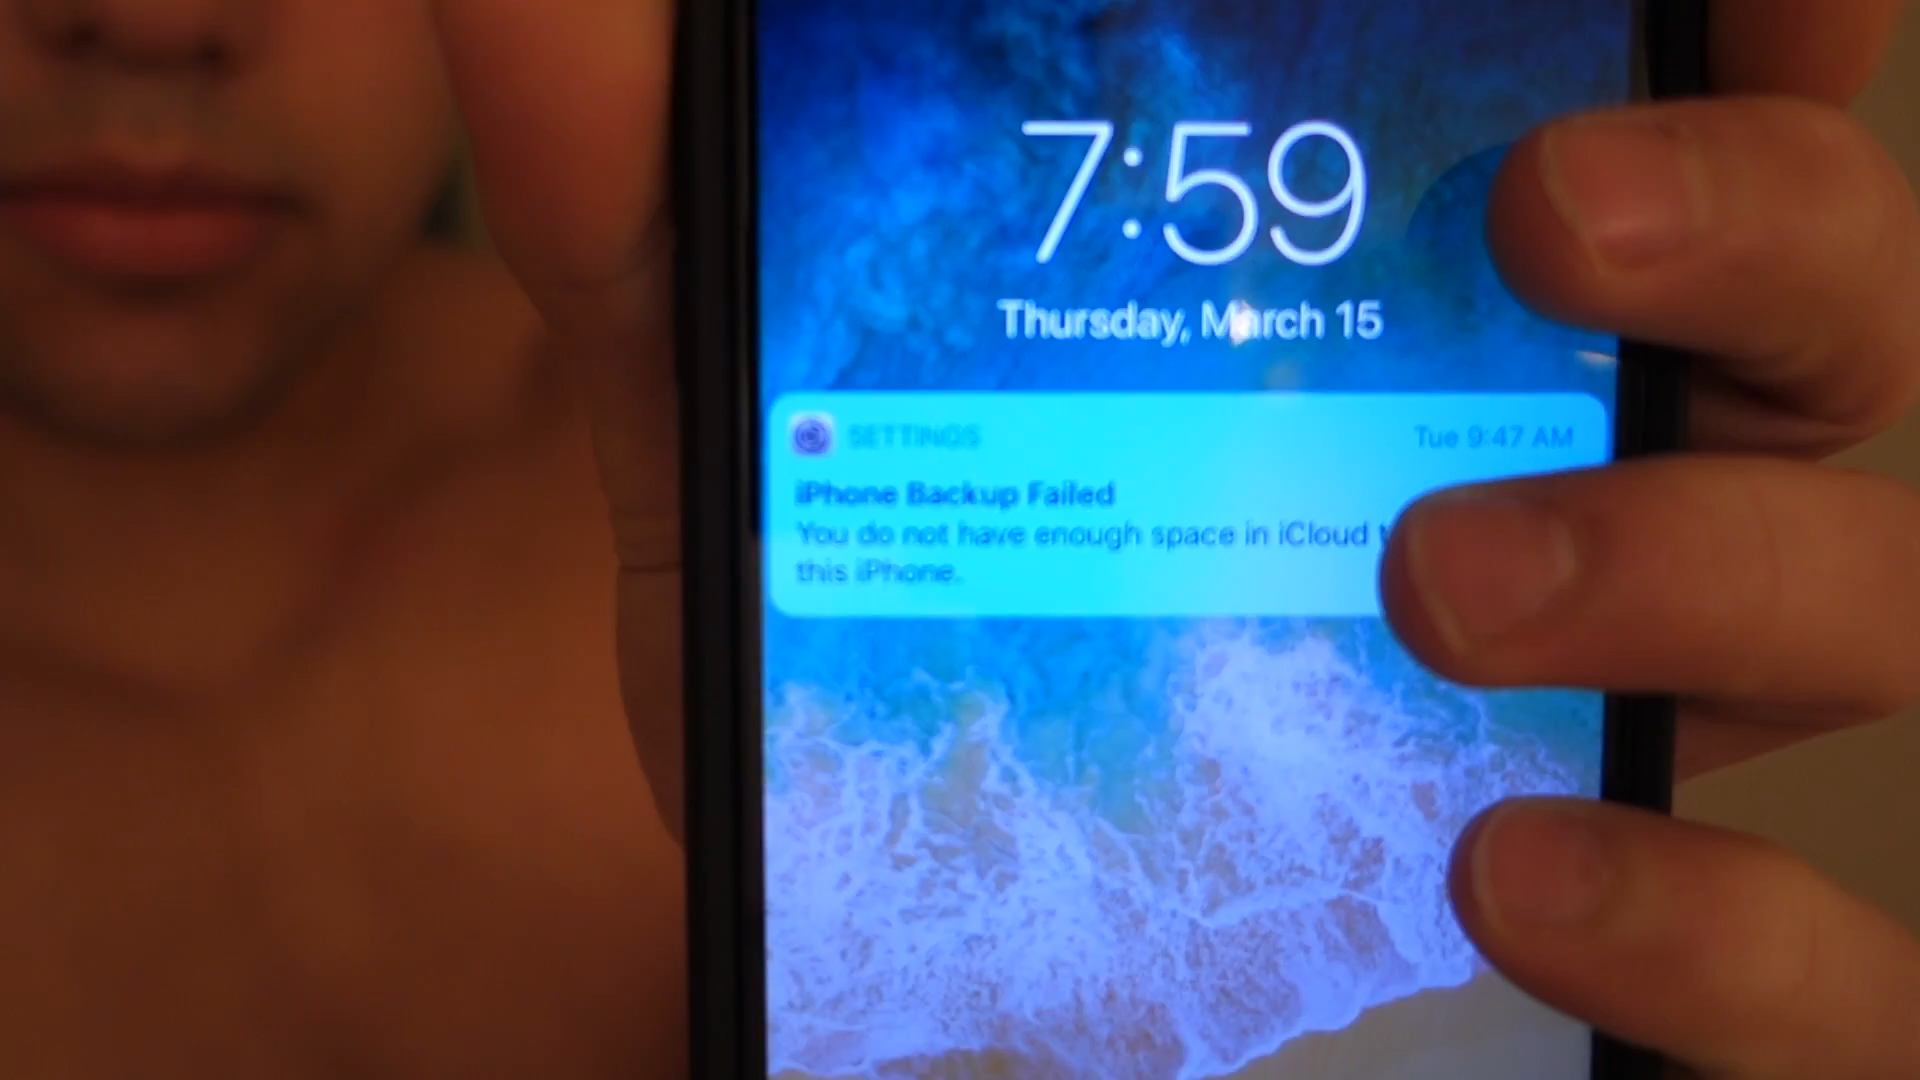 7:59
Thursday, March 15
SETTINGS Tue 9:47 AM
iPhone Backup Failed
You do not have enough space in iCloud
this iPhone.